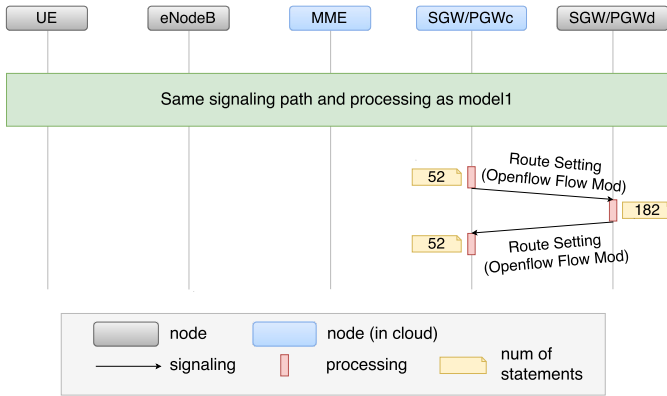 UE
eNodeB
MME
SGW/PGWc
SGW/PGWd
Same signaling path and processing as model1
52
Route Setting
(Openflow Flow Mod)
182
52
Route Setting
(Openflow Flow Mod)
node
node (in cloud)
signaling
processing
num of
statements